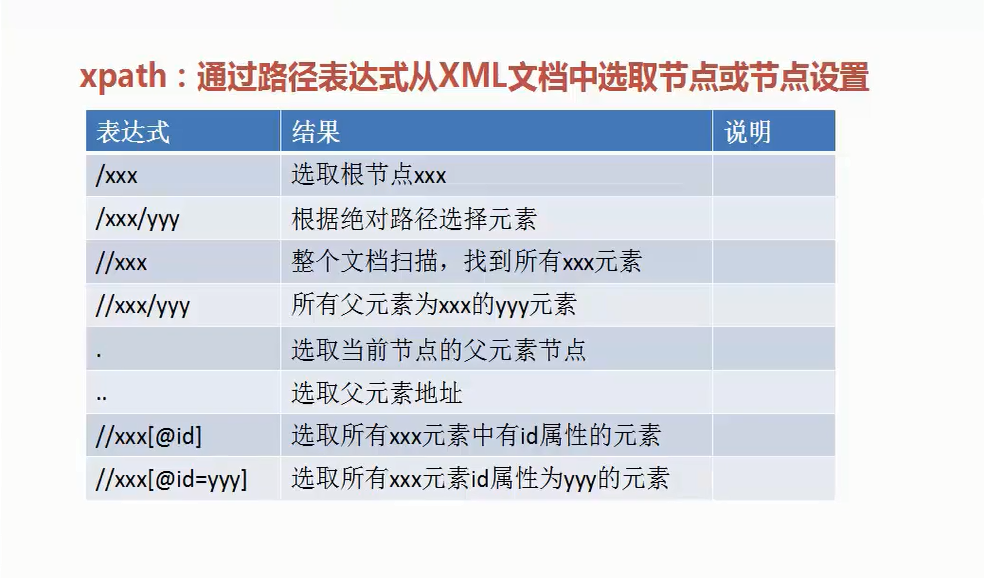 xpath：通过路径表达式从XML文档中选取节点或节点设置
表达式 结果 说明
/xxx 选取根节点xxx
/xxx/yyy 根据绝对路径选择元素
//xxx 整个文档扫描，找到所有xxx元素
//xxx/yyy 所有父元素为xxx的yyy元素
. 选取当前节点的父元素节点
.. 选取父元素地址
//xxx[@id] 选取所有xxx元素中有id属性的元素
//xxx[@id=yyy] 选取所有xxx元素id属性为yyy的元素